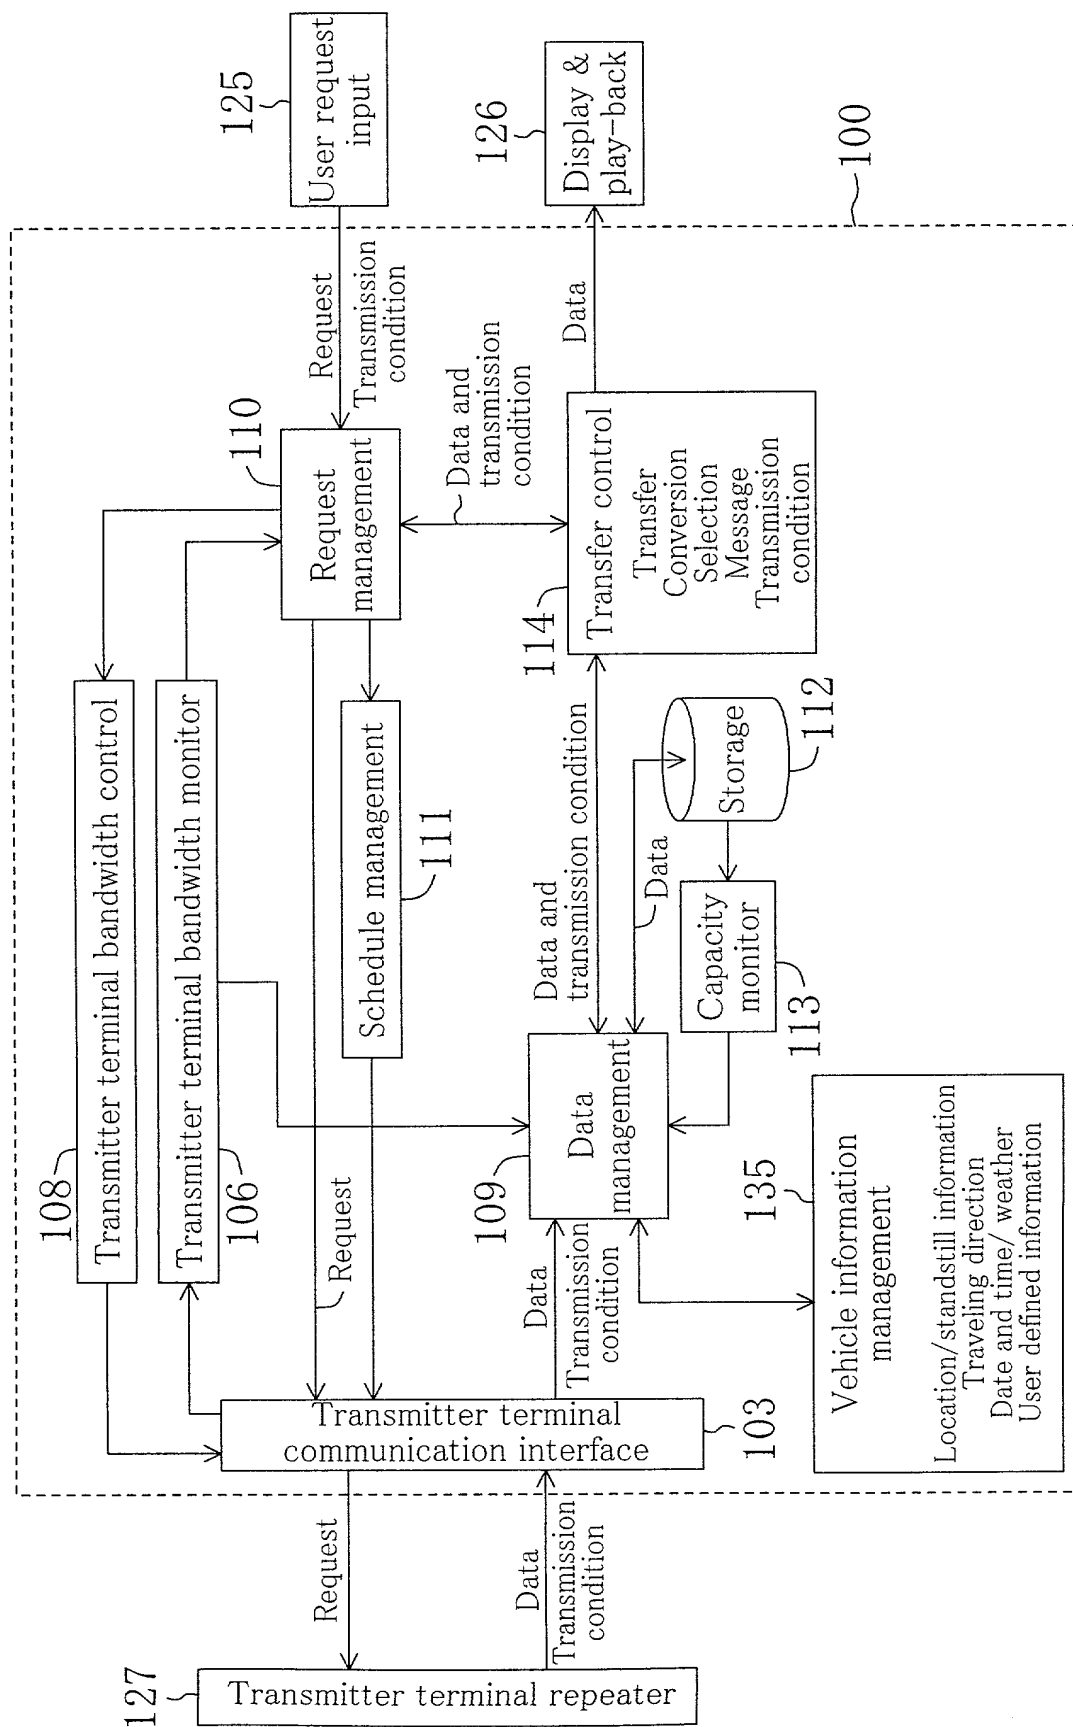 108
Transmitter terminal bandwidth control
Transmitter terminal bandwidth monitor
106
110
Request
management
125
User request
input
Request
Transmission
condition
Request
Schedule management
111
Data and
transmission
condition
127
Transmitter terminal repeater
Request
Data
Transmission
condition
Transmitter terminal
communication interface
103
Data
Transmission
condition
109
Data
management
Data and
transmission condition
Data
114
Transfer control
Transfer
Conversion
Selection
Message
Transmission
condition
Data
126
Display &
play-back
Storage
112
Capacity
monitor
113
135
Vehicle information
management
Location/standstill information
Traveling direction
Date and time/ weather
User defined information
100